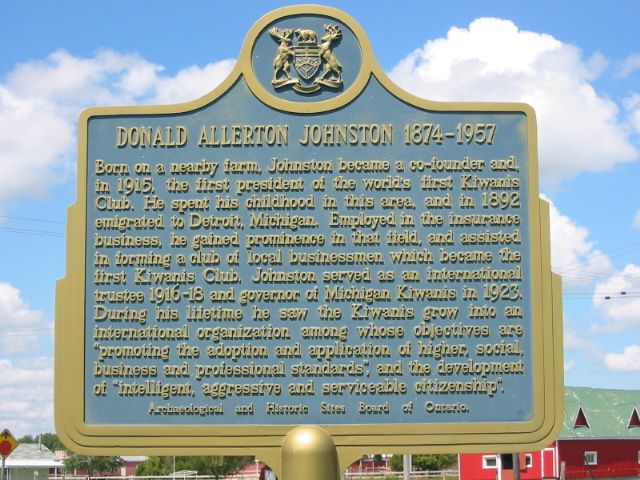 DONALD ALLERTON JOHNSTON 1874-1957
Born on a nearby farm, Johnston became a co-founder and,
in 1915, the first president of the world's first Kiwanis
Club. He spent his childhood in this area, and in 1892
emigrated to Detroit, Michigan. Employed in the insurance
business, he gained prominence in that field, and assisted
in forming a club of local businessmen which became the
first Kiwanis Club. Johnston served as an international
trustee 1916-18 and governor of Michigan Kiwanis in 1923.
During his lifetime he saw the Kiwanis grow into an
international organization among whose objectives are
"promoting the adoption and application of higher, social,
business and professional standards", and the development
of "intelligent, aggressive and serviceable citizenship".
Archaeological and Historic Sites Board of Ontario.